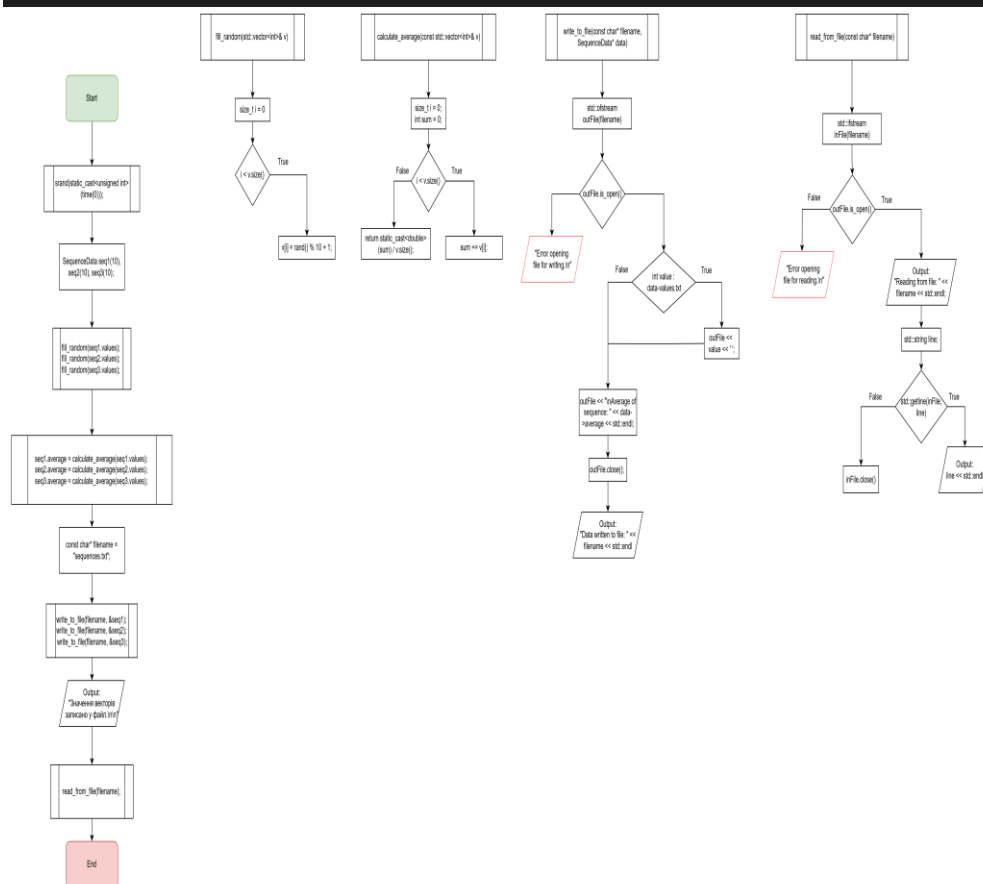 Start
srand(static_cast<unsigned int>
(time(0)));
SequenceData seq1(10),
seq2(10), seq3(10);
fill_random(seq1.values);
fill_random(seq2.values);
fill_random(seq3.values);
seq1.average = calculate_average(seq1.values);
seq2.average = calculate_average(seq2.values);
seq3.average = calculate_average(seq3.values);
const char* filename =
"sequences.txt";
write_to_file(filename, &seq1);
write_to_file(filename, &seq2);
write_to_file(filename, &seq3);
Output:
"Значення векторів
записано у файл.\n\n"
read_from_file(filename);
End
fill_random(std::vector<int>& v)
size_t i = 0
i < v.size()
True
v[i] = rand() % 10 + 1;
calculate_average(const std::vector<int>& v)
size_t i = 0;
int sum = 0;
i < v.size()
False
True
return static_cast<double>
(sum) / v.size();
sum += v[i];
write_to_file(const char* filename,
SequenceData* data)
std::ofstream
outFile(filename)
outFile.is_open()
"Error opening
file for writing.\n"
int value :
data-values.txt
False
True
outFile <<
value << ' ';
outFile << "\nAverage of
sequence: " << data-
>average << std::endl;
outFile.close();
Output:
"Data written to file: " <<
filename << std::endl
read_from_file(const char* filename)
std::ifstream
inFile(filename)
outFile.is_open()
False
True
"Error opening
file for reading.\n"
Output:
"Reading from file: " <<
filename << std::endl;
std::string line;
std::getline(inFile,
line)
False
True
inFile.close()
Output:
line << std::endl